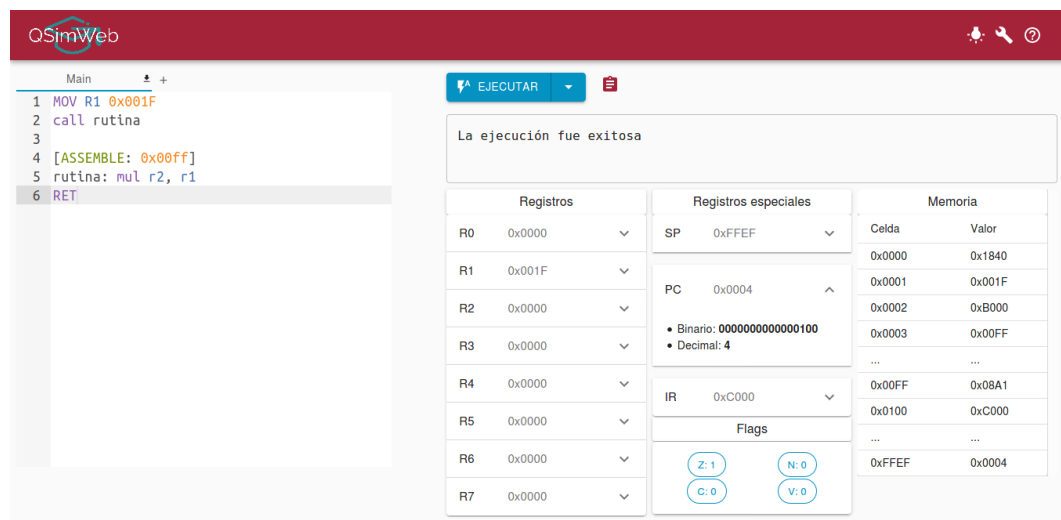 QSimWeb
Main +
1 MOV R1 0x001F
2 call rutina
3
4 [ASSEMBLE: 0x00ff]
5 rutina: mul r2, r1
6 RET
EJECUTAR
La ejecución fue exitosa
Registros
R0 0x0000
R1 0x001F
R2 0x0000
R3 0x0000
R4 0x0000
R5 0x0000
R6 0x0000
R7 0x0000
Registros especiales
SP 0xFFEF
PC 0x0004
• Binario: 0000000000000100
• Decimal: 4
IR 0xC000
Flags
Z: 1 N: 0
C: 0 V: 0
Memoria
Celda Valor
0x0000 0x1840
0x0001 0x001F
0x0002 0xB000
0x0003 0x00FF
... ...
0x00FF 0x08A1
0x0100 0xC000
... ...
0xFFEF 0x0004